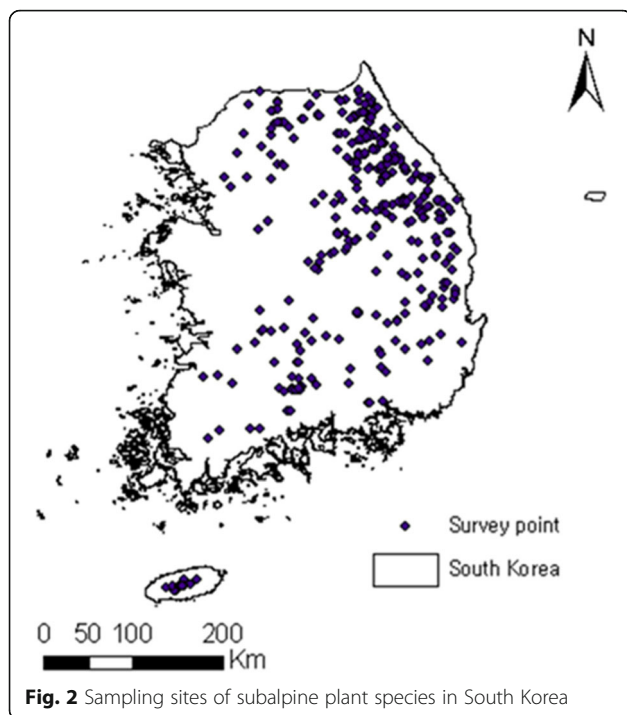 N
Survey point
South Korea
0 50 100 200
Km
Fig. 2 Sampling sites of subalpine plant species in South Korea